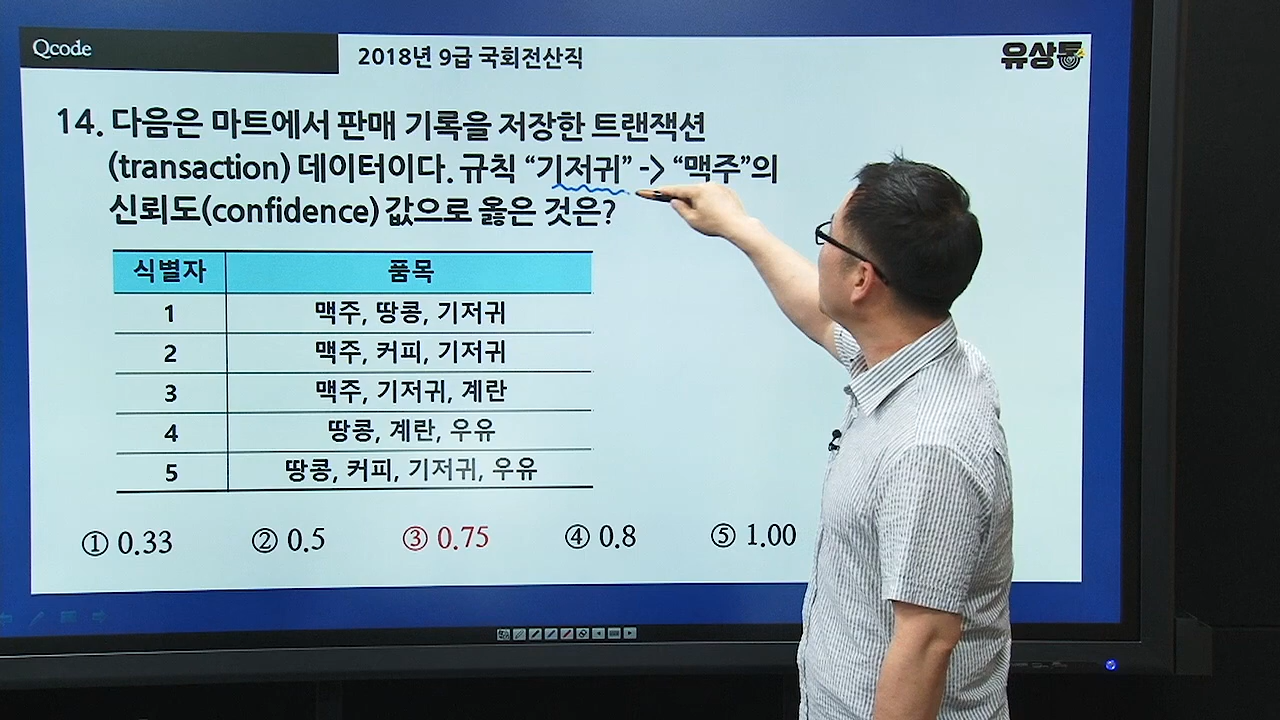 Qcode
2018년 9급 국회전산직
유상통
14. 다음은 마트에서 판매 기록을 저장한 트랜잭션
(transaction) 데이터이다. 규칙 “기저귀” -> “맥주”의
신뢰도(confidence) 값으로 옳은 것은?
식별자 품목
1 맥주, 땅콩, 기저귀
2 맥주, 커피, 기저귀
3 맥주, 기저귀, 계란
4 땅콩, 계란, 우유
5 땅콩, 커피, 기저귀, 우유
① 0.33 ② 0.5 ③ 0.75 ④ 0.8 ⑤ 1.00